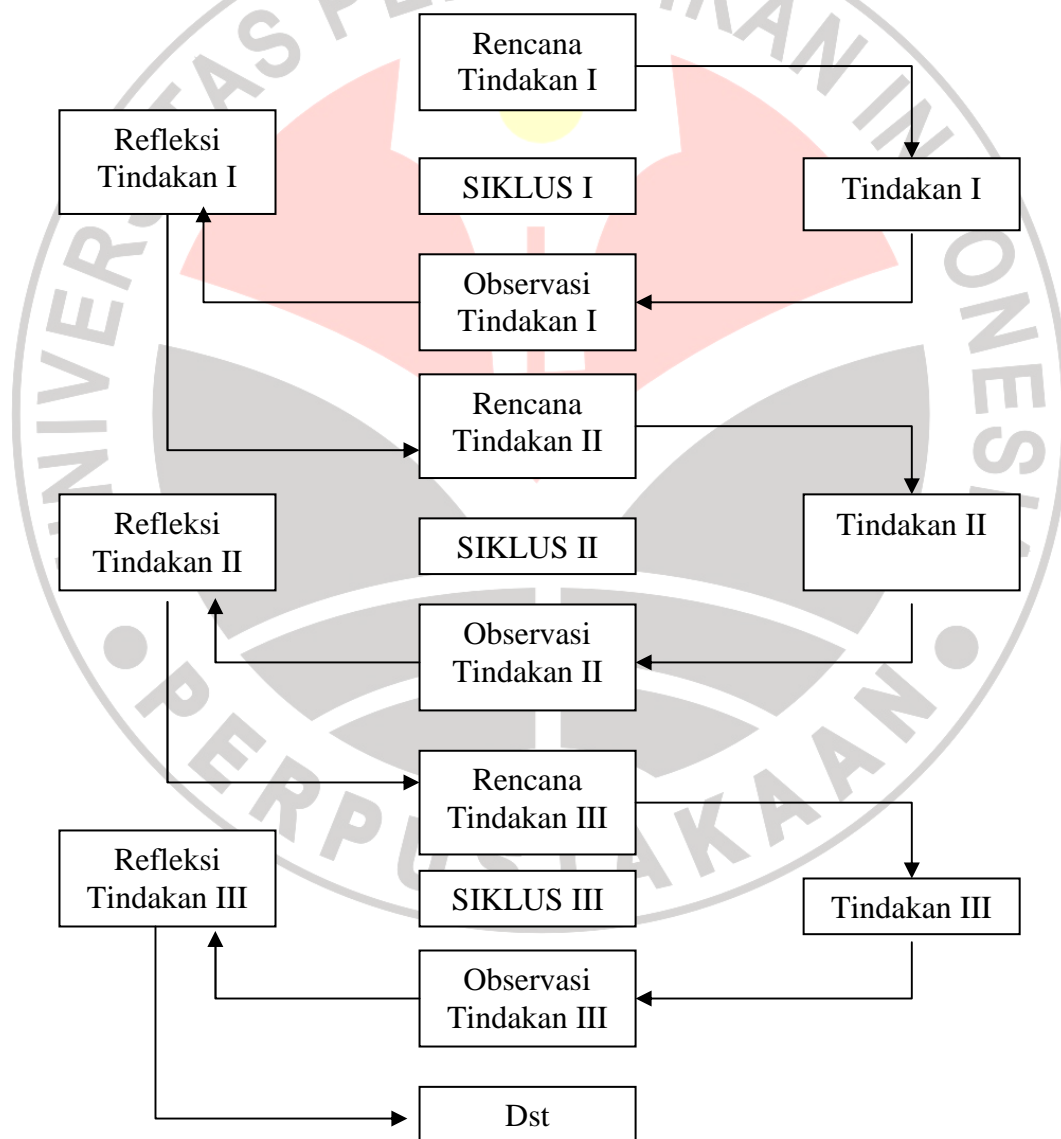 Rencana
Tindakan I
Refleksi
Tindakan I
SIKLUS I
Tindakan I
Observasi
Tindakan I
Rencana
Tindakan II
Refleksi
Tindakan II
SIKLUS II
Tindakan II
Observasi
Tindakan II
Rencana
Tindakan III
Refleksi
Tindakan III
SIKLUS III
Tindakan III
Observasi
Tindakan III
Dst
PERPUSTAKAAN